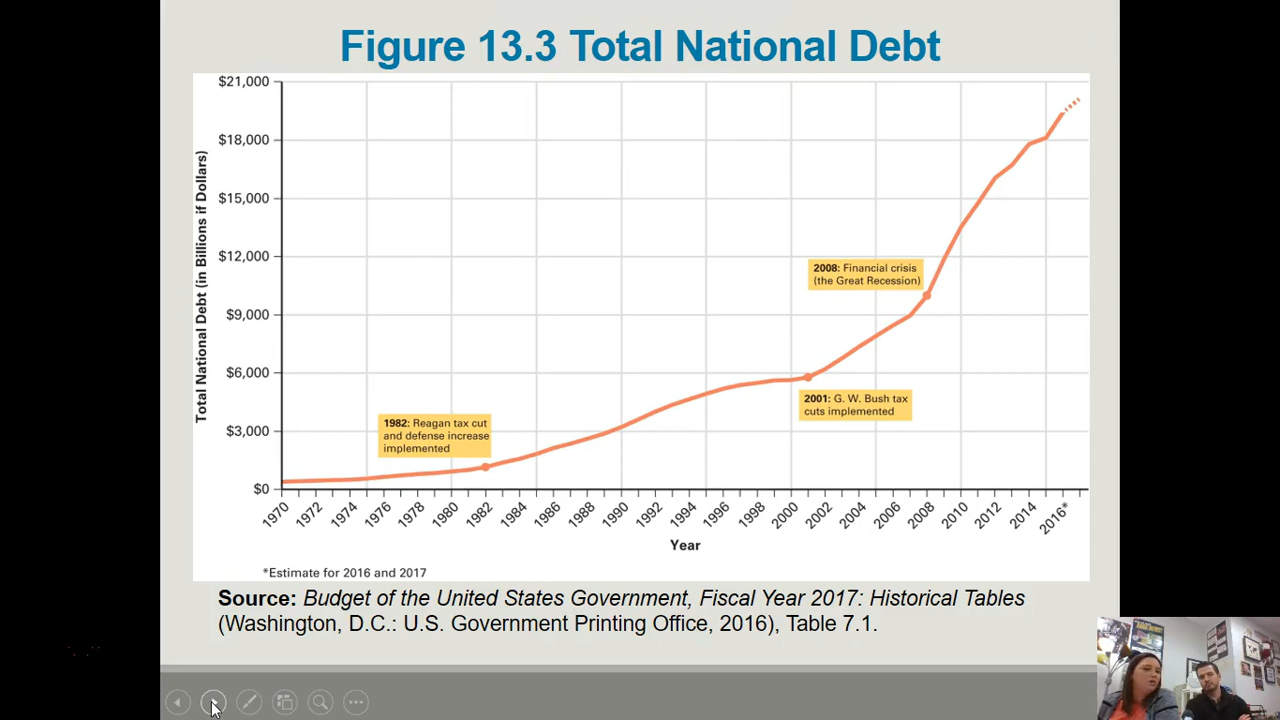 Figure 13.3 Total National Debt
$21,000
$18,000
$15,000
$12,000
$9,000
$6,000
$3,000
$0
Total National Debt (in Billions if Dollars)
2008: Financial crisis
(the Great Recession)
2001: G. W. Bush tax
cuts implemented
1982: Reagan tax cut
and defense increase
implemented
1970
1972
1974
1976
1978
1980
1982
1984
1986
1988
1990
1992
1994
1996
1998
2000
2002
2004
2006
2008
2010
2012
2014
2016*
Year
*Estimate for 2016 and 2017
Source: Budget of the United States Government, Fiscal Year 2017: Historical Tables
(Washington, D.C.: U.S. Government Printing Office, 2016), Table 7.1.